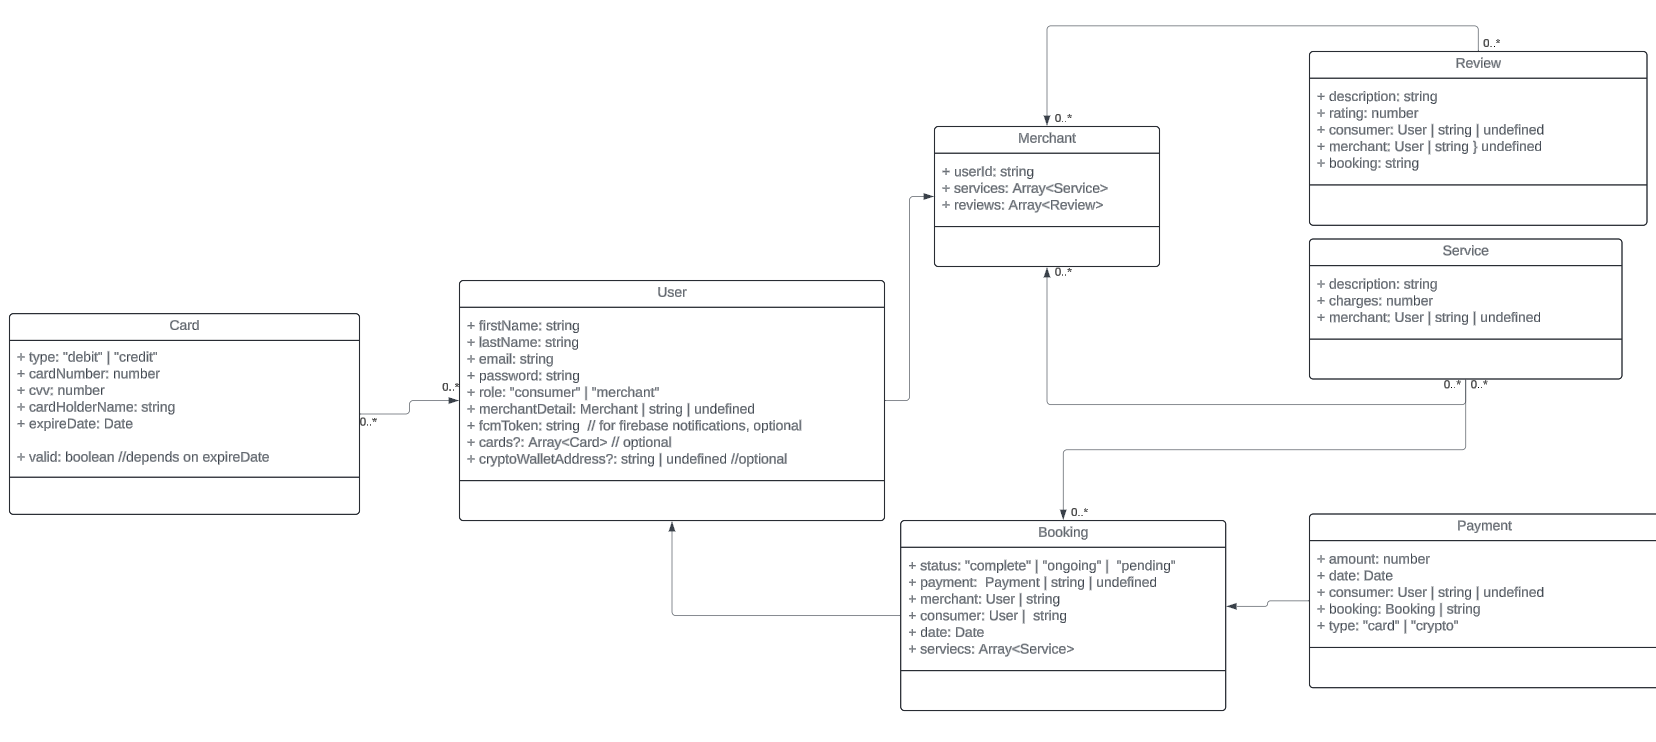 0..*
Review
+ description: string
+ rating: number
+ consumer: User | string | undefined
+ merchant: User | string } undefined
+ booking: string
0..*
Merchant
+ userId: string
+ services: Array<Service>
+ reviews: Array<Review>
0..*
Service
+ description: string
+ charges: number
+ merchant: User | string | undefined
0..*
0..*
User
+ firstName: string
+ lastName: string
+ email: string
+ password: string
+ role: "consumer" | "merchant"
+ merchantDetail: Merchant | string | undefined
+ fcmToken: string // for firebase notifications, optional
+ cards?: Array<Card> // optional
+ cryptoWalletAddress?: string | undefined //optional
Card
+ type: "debit" | "credit"
+ cardNumber: number
+ cvv: number
+ cardHolderName: string
+ expireDate: Date
+ valid: boolean //depends on expireDate
0..*
0..*
0..*
Booking
+ status: "complete" | "ongoing" | "pending"
+ payment: Payment | string | undefined
+ merchant: User | string
+ consumer: User | string
+ date: Date
+ serviecs: Array<Service>
Payment
+ amount: number
+ date: Date
+ consumer: User | string | undefined
+ booking: Booking | string
+ type: "card" | "crypto"